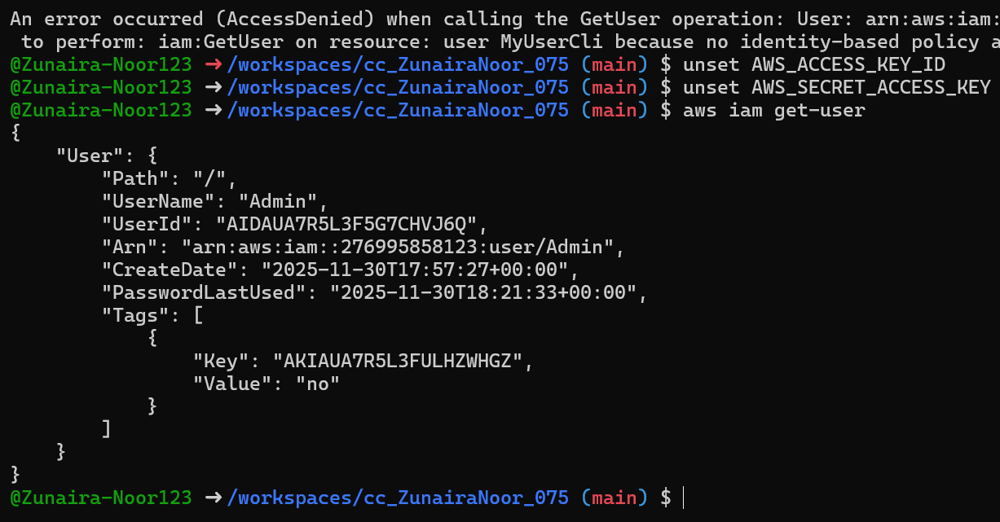 An error occurred (AccessDenied) when calling the GetUser operation: User: arn:aws:iam:
 to perform: iam:GetUser on resource: user MyUserCli because no identity-based policy a
@Zunaira-Noor123 ➜ /workspaces/cc_ZunairaNoor_075 (main) $ unset AWS_ACCESS_KEY_ID
@Zunaira-Noor123 ➜ /workspaces/cc_ZunairaNoor_075 (main) $ unset AWS_SECRET_ACCESS_KEY
@Zunaira-Noor123 ➜ /workspaces/cc_ZunairaNoor_075 (main) $ aws iam get-user
{
    "User": {
        "Path": "/",
        "UserName": "Admin",
        "UserId": "AIDAUA7R5L3F5G7CHVJ6Q",
        "Arn": "arn:aws:iam::276995858123:user/Admin",
        "CreateDate": "2025-11-30T17:57:27+00:00",
        "PasswordLastUsed": "2025-11-30T18:21:33+00:00",
        "Tags": [
            {
                "Key": "AKIAUA7R5L3FULHZWHGZ",
                "Value": "no"
            }
        ]
    }
}
@Zunaira-Noor123 ➜ /workspaces/cc_ZunairaNoor_075 (main) $